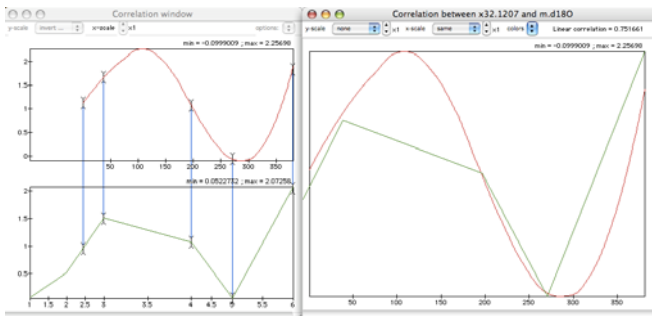 Correlation window
y-scale invert ... x-scale x1 options:
min = -0.0999009 ; max = 2.25690
2
1.5
1
0.5
0
50 100 150 200 250 300 350
min = 0.0522712 ; max = 2.07258
2
1.5
1
0.5
1 1.5 2 2.5 3 3.5 4 4.5 5 5.5 6
Correlation between x32.1207 and m.d18O
y-scale none x1 x-scale same x1 colors Linear correlation = 0.751661
min = -0.0999009 ; max = 2.25690
50 100 150 200 250 300 350